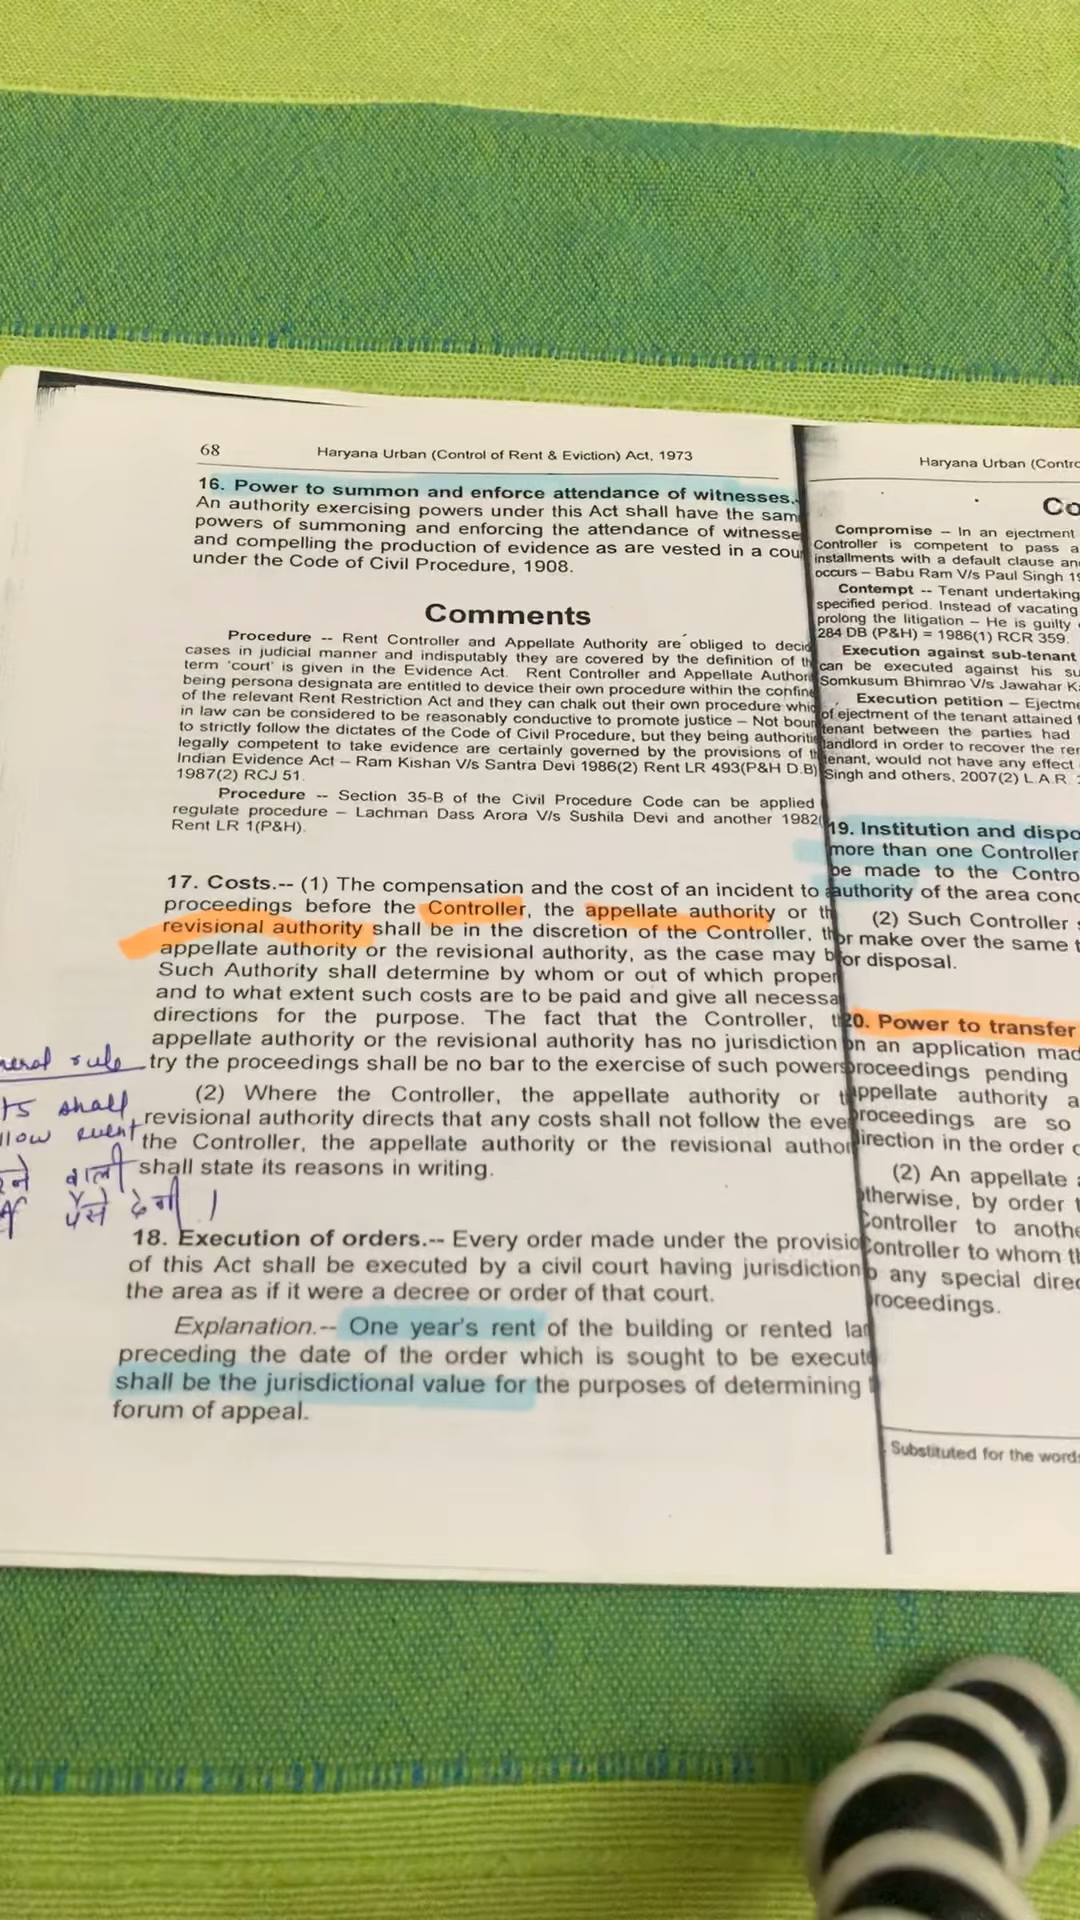 68 Haryana Urban (Control of Rent & Eviction) Act, 1973
16. Power to summon and enforce attendance of witnesses.
An authority exercising powers under this Act shall have the sam
powers of summoning and enforcing the attendance of witnesse
and compelling the production of evidence as are vested in a cou
under the Code of Civil Procedure, 1908.
Comments
Procedure -- Rent Controller and Appellate Authority are obliged to decid
cases in judicial manner and indisputably they are covered by the definition of th
term 'court' is given in the Evidence Act. Rent Controller and Appellate Author
being persona designata are entitled to device their own procedure within the confine
of the relevant Rent Restriction Act and they can chalk out their own procedure whic
in law can be considered to be reasonably conductive to promote justice – Not boun
to strictly follow the dictates of the Code of Civil Procedure, but they being authoritie
legally competent to take evidence are certainly governed by the provisions of th
Indian Evidence Act – Ram Kishan V/s Santra Devi 1986(2) Rent LR 493(P&H D.B)
1987(2) RCJ 51.
Procedure -- Section 35-B of the Civil Procedure Code can be applied
regulate procedure – Lachman Dass Arora V/s Sushila Devi and another 1982(
Rent LR 1(P&H).
17. Costs.-- (1) The compensation and the cost of an incident to
proceedings before the Controller, the appellate authority or th
revisional authority shall be in the discretion of the Controller, th
appellate authority or the revisional authority, as the case may b
Such Authority shall determine by whom or out of which proper
and to what extent such costs are to be paid and give all necessa
directions for the purpose. The fact that the Controller, t
appellate authority or the revisional authority has no jurisdiction
try the proceedings shall be no bar to the exercise of such powers
(2) Where the Controller, the appellate authority or t
revisional authority directs that any costs shall not follow the eve
the Controller, the appellate authority or the revisional author
shall state its reasons in writing.
neral rule
ts shall
llow event
रने वाली
पैसे देगी ।
18. Execution of orders.-- Every order made under the provisio
of this Act shall be executed by a civil court having jurisdiction
the area as if it were a decree or order of that court.
Explanation.-- One year's rent of the building or rented lan
preceding the date of the order which is sought to be execute
shall be the jurisdictional value for the purposes of determining
forum of appeal.
Haryana Urban (Contro
Co
Compromise – In an ejectment
Controller is competent to pass a
installments with a default clause an
occurs – Babu Ram V/s Paul Singh 19
Contempt -- Tenant undertaking
specified period. Instead of vacating
prolong the litigation – He is guilty
284 DB (P&H) = 1986(1) RCR 359.
Execution against sub-tenant
can be executed against his su
Somkusum Bhimrao V/s Jawahar K
Execution petition – Ejectme
of ejectment of the tenant attained
tenant between the parties had
landlord in order to recover the ren
tenant, would not have any effect
Singh and others, 2007(2) L.A.R.
19. Institution and dispo
more than one Controller
be made to the Contro
authority of the area conc
(2) Such Controller
or make over the same t
for disposal.
20. Power to transfer
on an application mad
proceedings pending
appellate authority a
proceedings are so
direction in the order
(2) An appellate
otherwise, by order t
Controller to anothe
Controller to whom th
any special direc
proceedings.
Substituted for the words